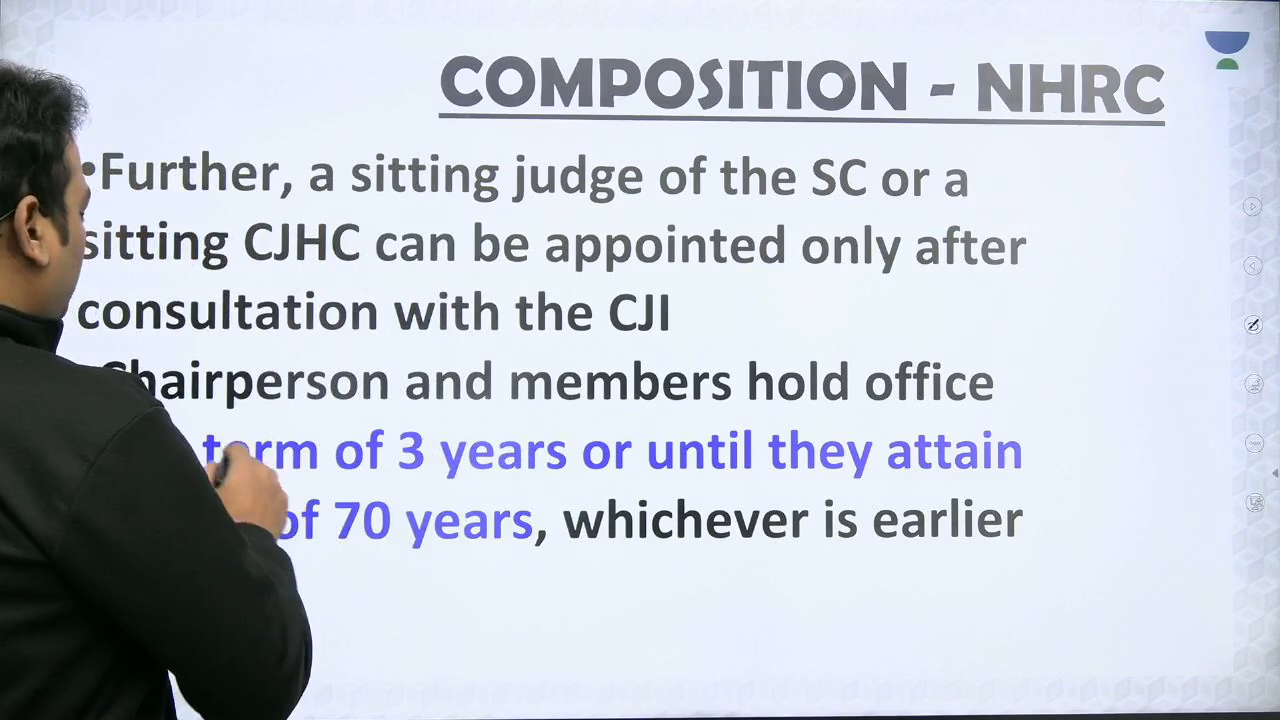 COMPOSITION - NHRC
•Further, a sitting judge of the SC or a
sitting CJHC can be appointed only after
consultation with the CJI
Chairperson and members hold office
term of 3 years or until they attain
of 70 years, whichever is earlier